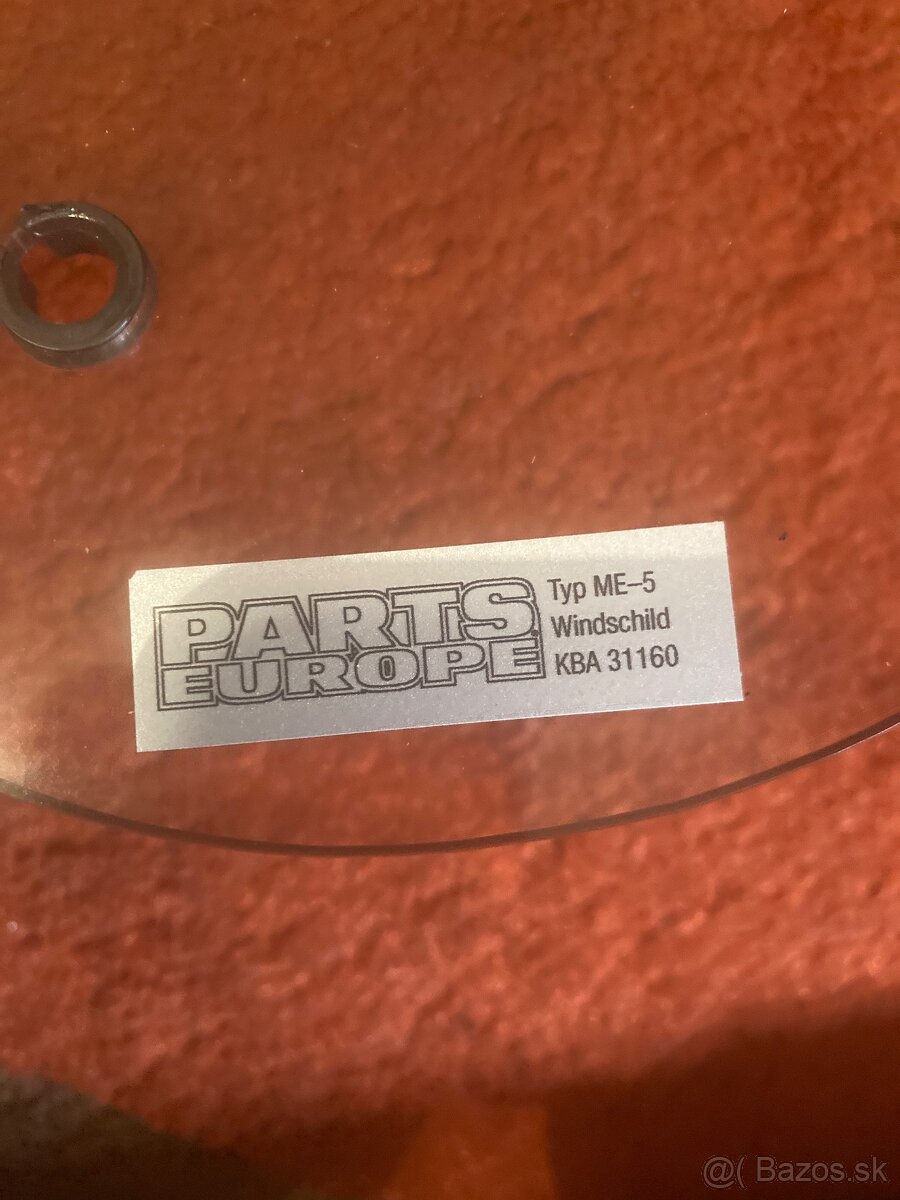 PARTS
EUROPE
Typ ME-5
Windschild
KBA 31160
@( Bazos.sk